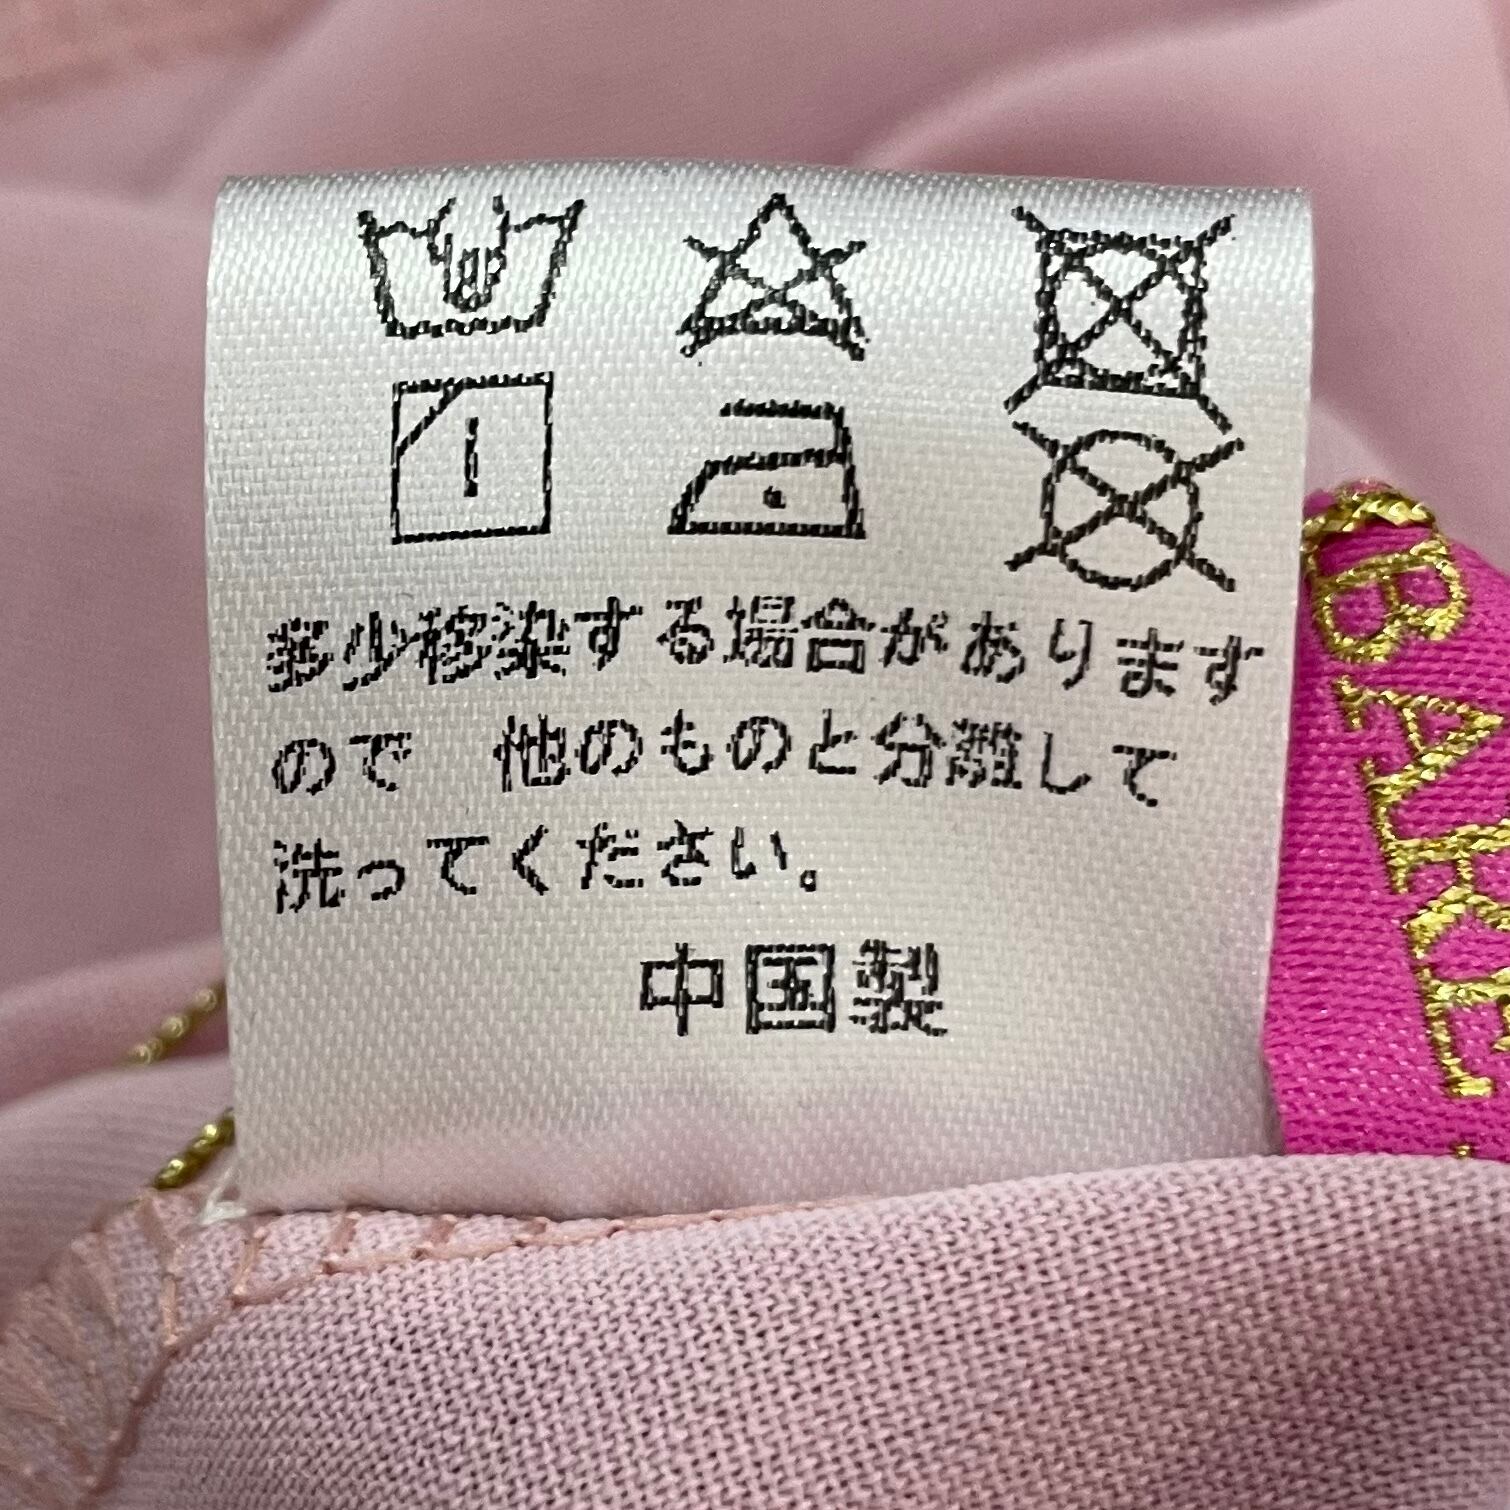 多少移染する場合があります
ので　他のものと分離して
洗ってください。
中国製
BAKE